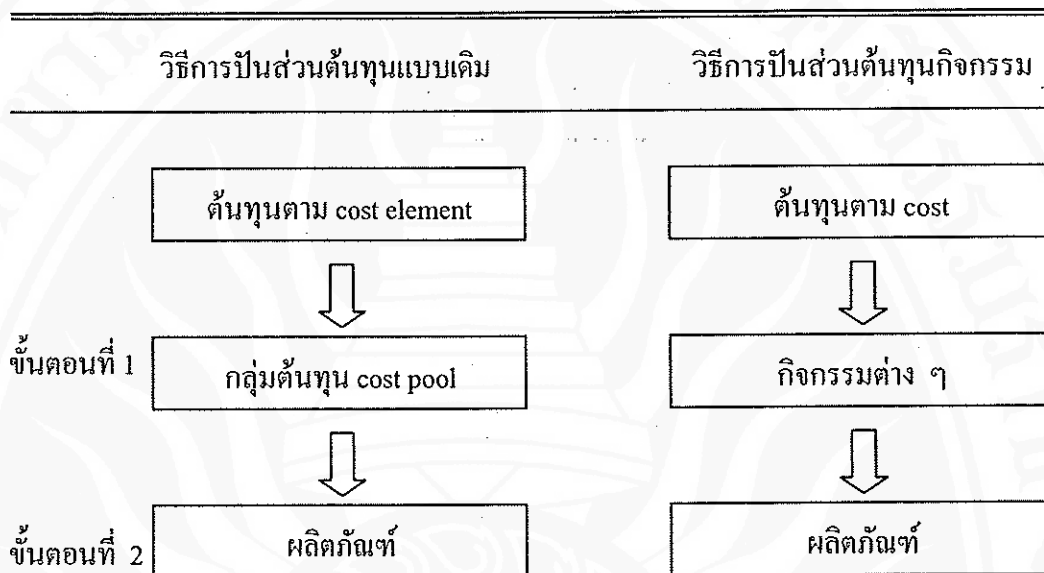 วิธีการปันส่วนต้นทุนแบบเดิม วิธีการปันส่วนต้นทุนกิจกรรม
ต้นทุนตาม cost element ต้นทุนตาม cost
ขั้นตอนที่ 1 กลุ่มต้นทุน cost pool กิจกรรมต่าง ๆ
ขั้นตอนที่ 2 ผลิตภัณฑ์ ผลิตภัณฑ์